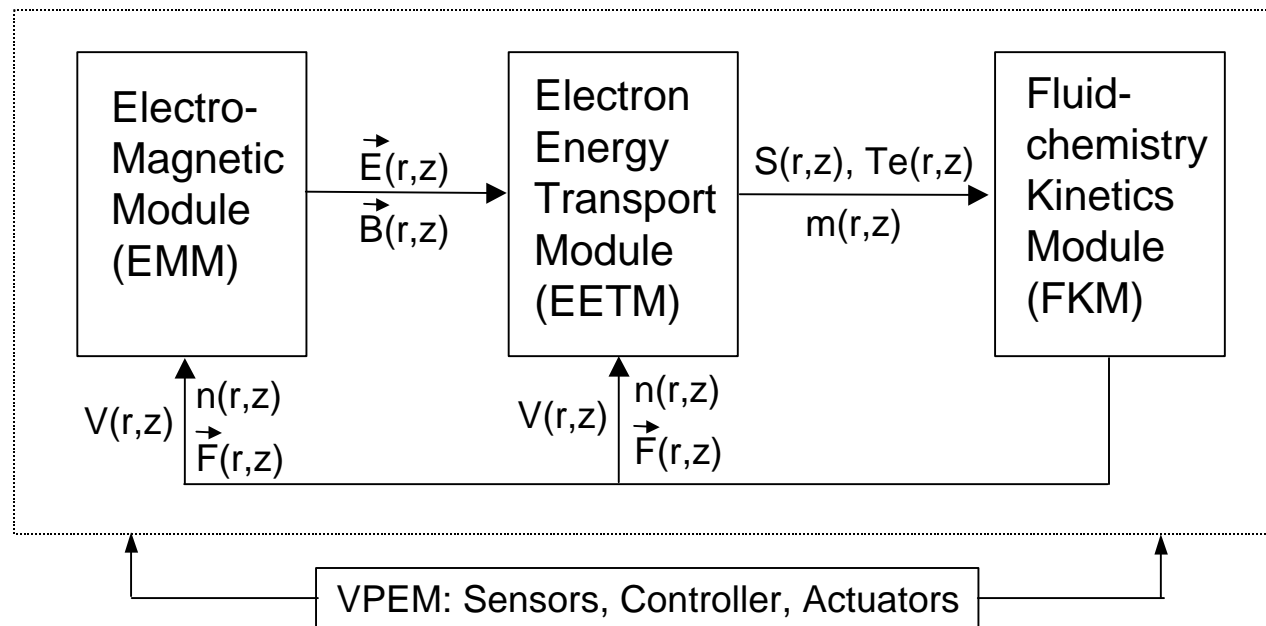 Electro-
Magnetic
Module
(EMM)
E(r,z)
B(r,z)
Electron
Energy
Transport
Module
(EETM)
S(r,z), Te(r,z)
m(r,z)
Fluid-
chemistry
Kinetics
Module
(FKM)
V(r,z)
n(r,z)
F(r,z)
V(r,z)
n(r,z)
F(r,z)
VPEM: Sensors, Controller, Actuators